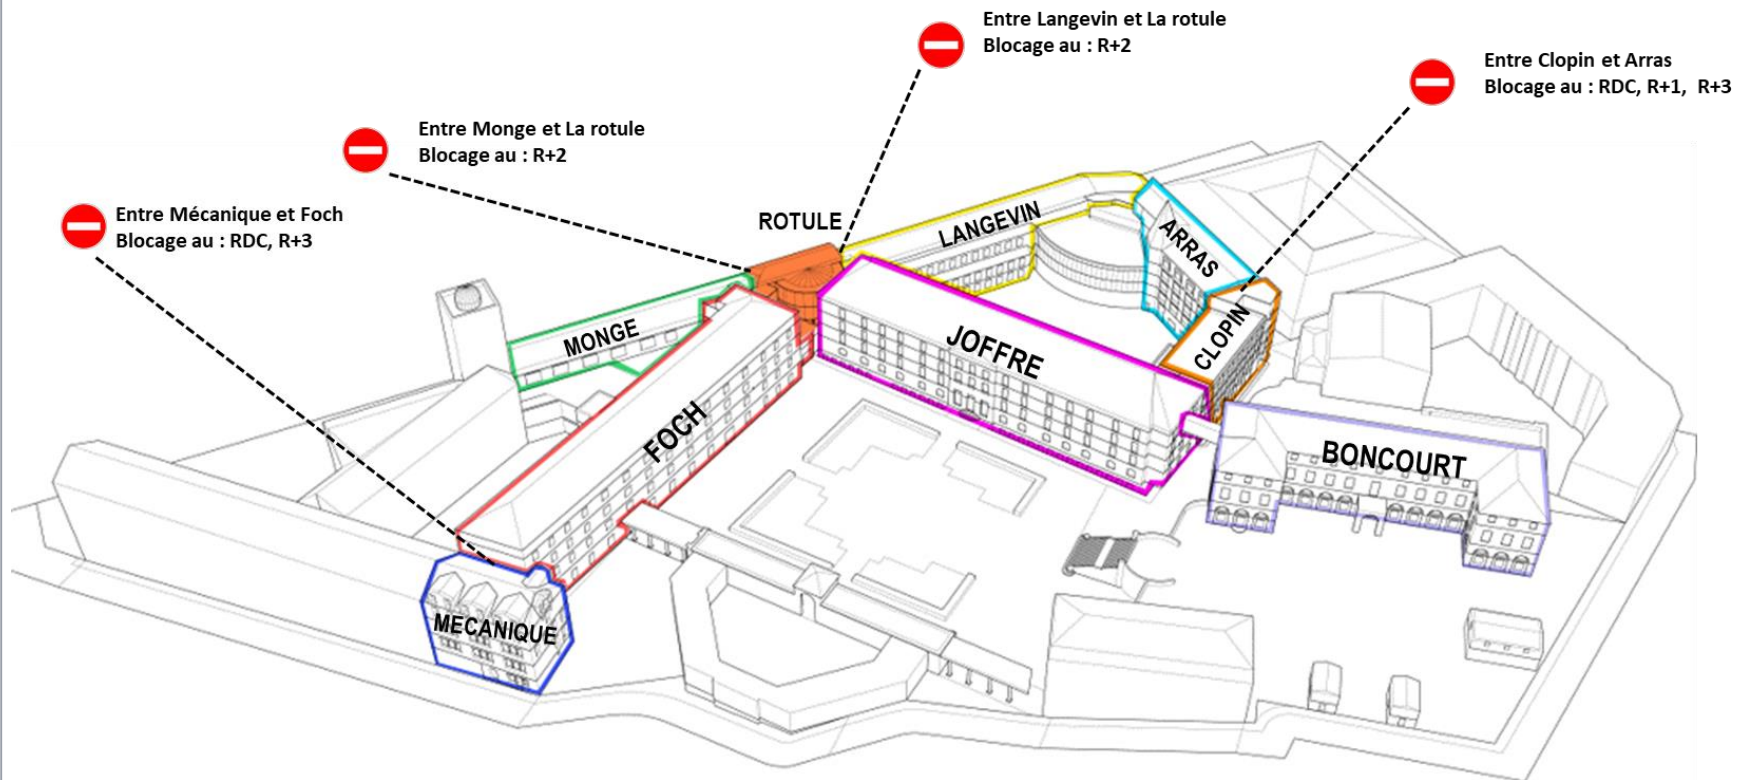 Entre Langevin et La rotule
Blocage au : R+2
Entre Clopin et Arras
Blocage au : RDC, R+1, R+3
Entre Monge et La rotule
Blocage au : R+2
Entre Mécanique et Foch
Blocage au : RDC, R+3
ROTULE
LANGEVIN
ARRAS
MONGE
JOFFRE
CLOPIN
FOCH
BONCOURT
MECANIQUE